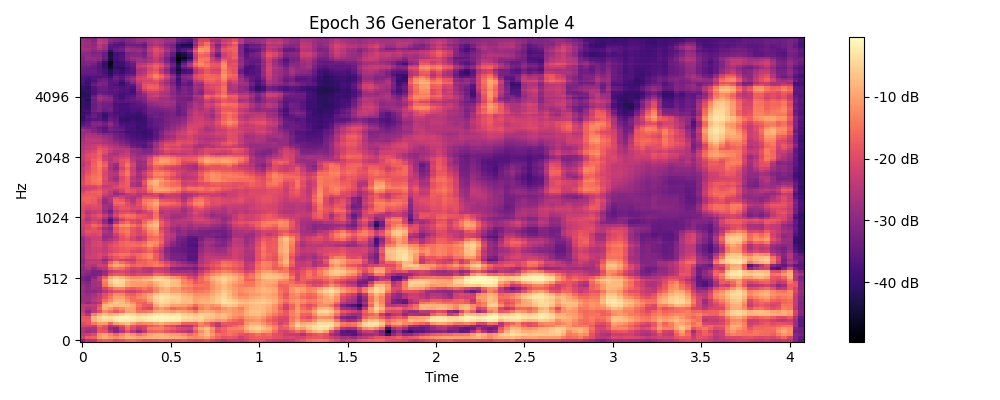 Epoch 36 Generator 1 Sample 4
Hz
4096
2048
1024
512
0
0 0.5 1 1.5 2 2.5 3 3.5 4
Time
-10 dB
-20 dB
-30 dB
-40 dB